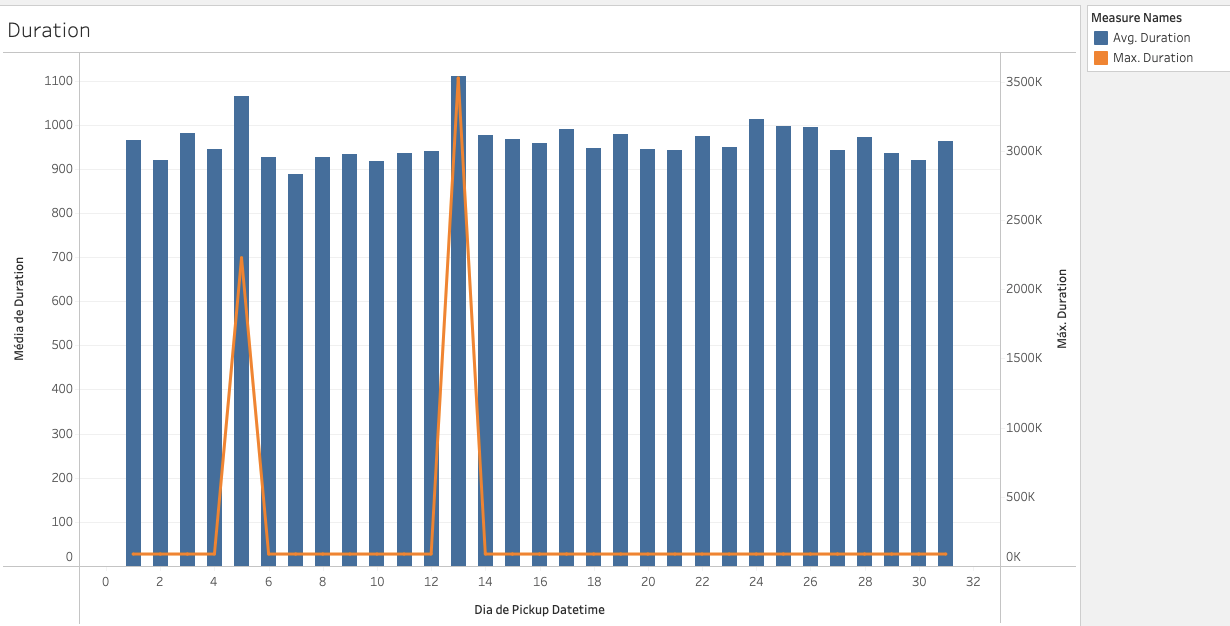 Duration
Measure Names
Avg. Duration
Max. Duration
Média de Duration
1100
1000
900
800
700
600
500
400
300
200
100
0
3500K
3000K
2500K
2000K
1500K
1000K
500K
0K
Máx. Duration
0 2 4 6 8 10 12 14 16 18 20 22 24 26 28 30 32
Dia de Pickup Datetime